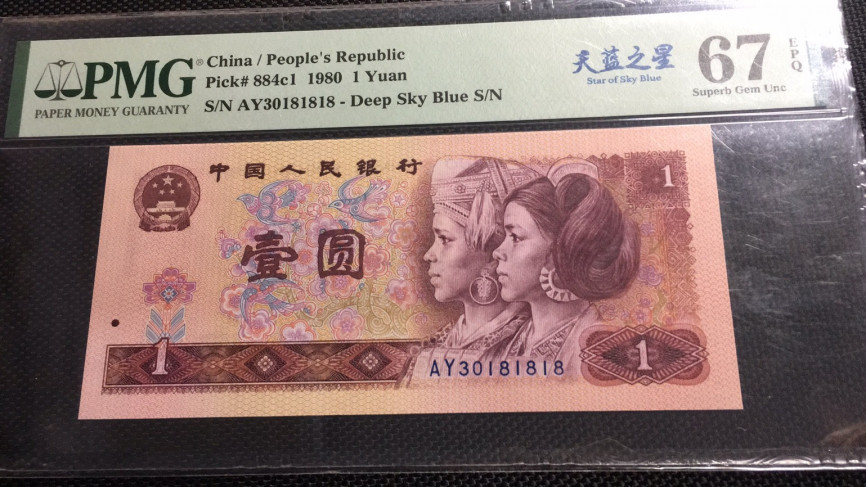 PMG®
PAPER MONEY GUARANTY
China / People's Republic
Pick# 884c1 1980 1 Yuan
S/N AY30181818 - Deep Sky Blue S/N
天蓝之星
Star of Sky Blue
67
EPQ
Superb Gem Unc
中国人民银行
1
壹圆
1
AY30181818
1